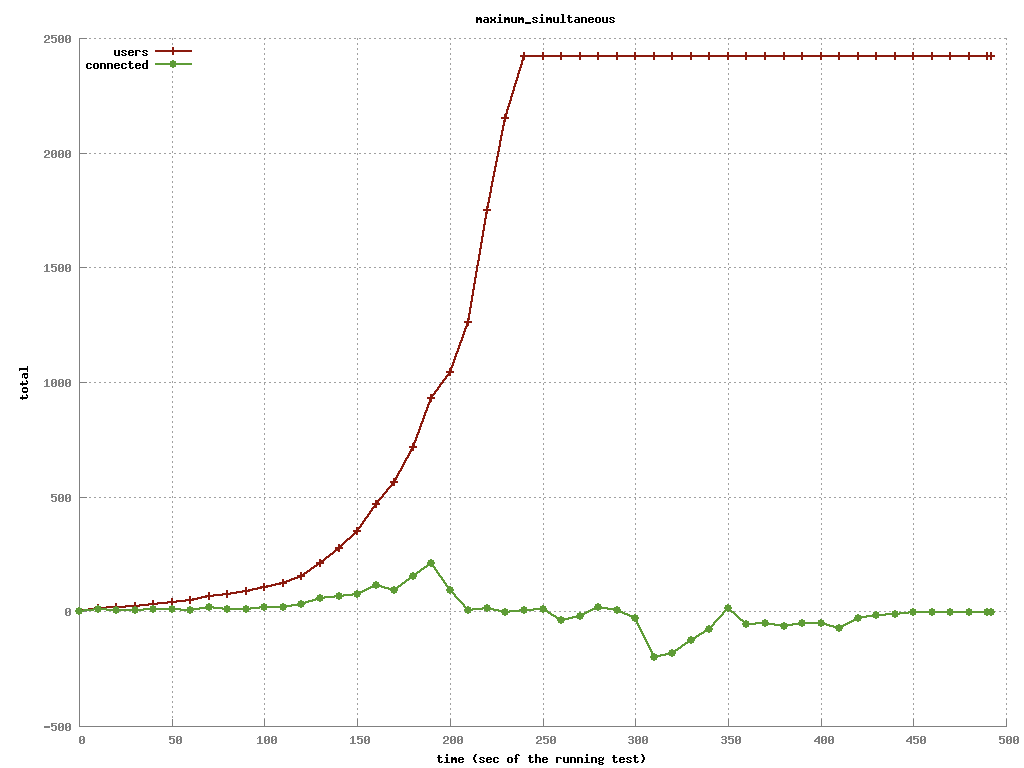 maximum_simultaneous
users
connected
2500
2000
1500
1000
500
0
-500
total
0 50 100 150 200 250 300 350 400 450 500
time (sec of the running test)